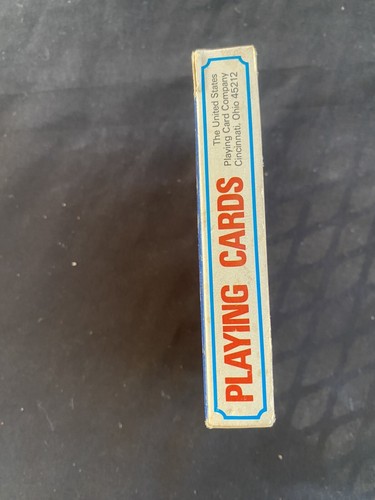 PLAYING CARDS
The United States
Playing Card Company
Cincinnati, Ohio 45212